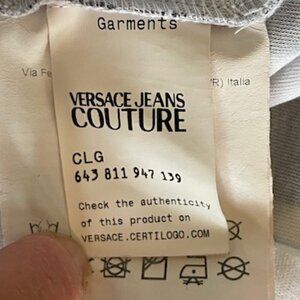 Garments
Via
R) Italia
VERSACE JEANS
COUTURE
CLG
643 811 947 139
Check the authenticity
of this product on
VERSACE.CERTILOGO.COM